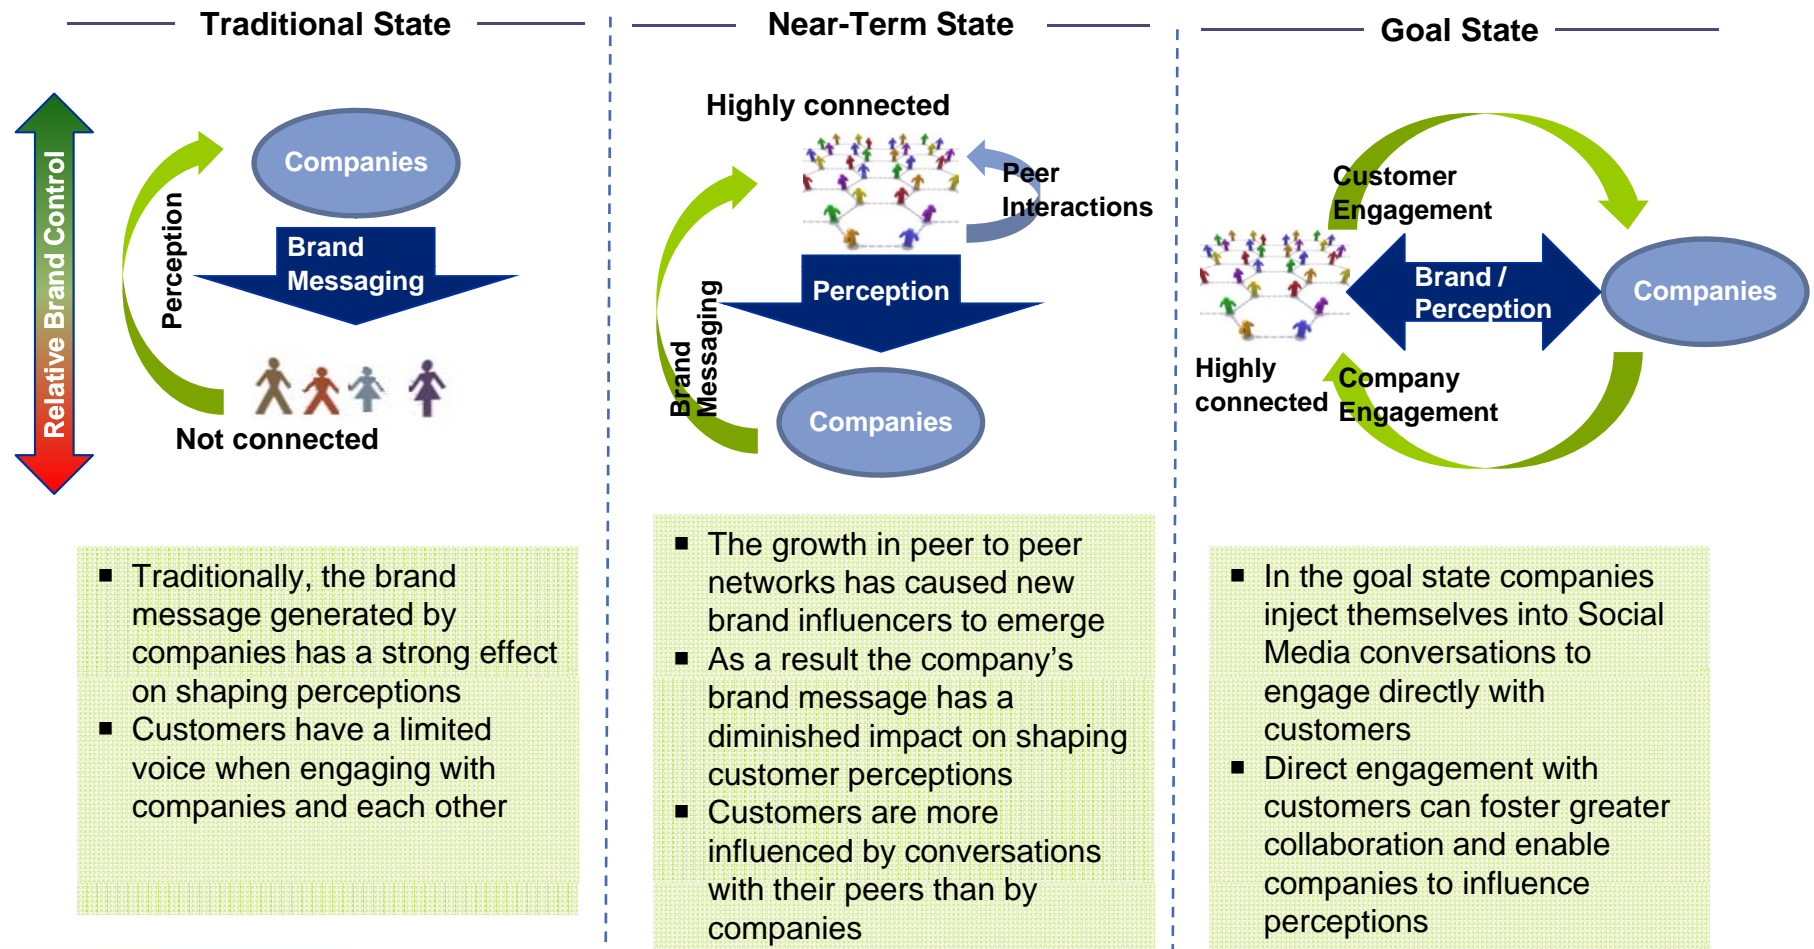 Traditional State
Relative Brand Control
Perception
Companies
Brand
Messaging
Not connected
■ Traditionally, the brand
message generated by
companies has a strong effect
on shaping perceptions
■ Customers have a limited
voice when engaging with
companies and each other
Near-Term State
Highly connected
Peer
Interactions
Brand
Messaging
Perception
Companies
■ The growth in peer to peer
networks has caused new
brand influencers to emerge
■ As a result the company’s
brand message has a
diminished impact on shaping
customer perceptions
■ Customers are more
influenced by conversations
with their peers than by
companies
Goal State
Customer
Engagement
Brand /
Perception
Companies
Highly
connected
Company
Engagement
■ In the goal state companies
inject themselves into Social
Media conversations to
engage directly with
customers
■ Direct engagement with
customers can foster greater
collaboration and enable
companies to influence
perceptions